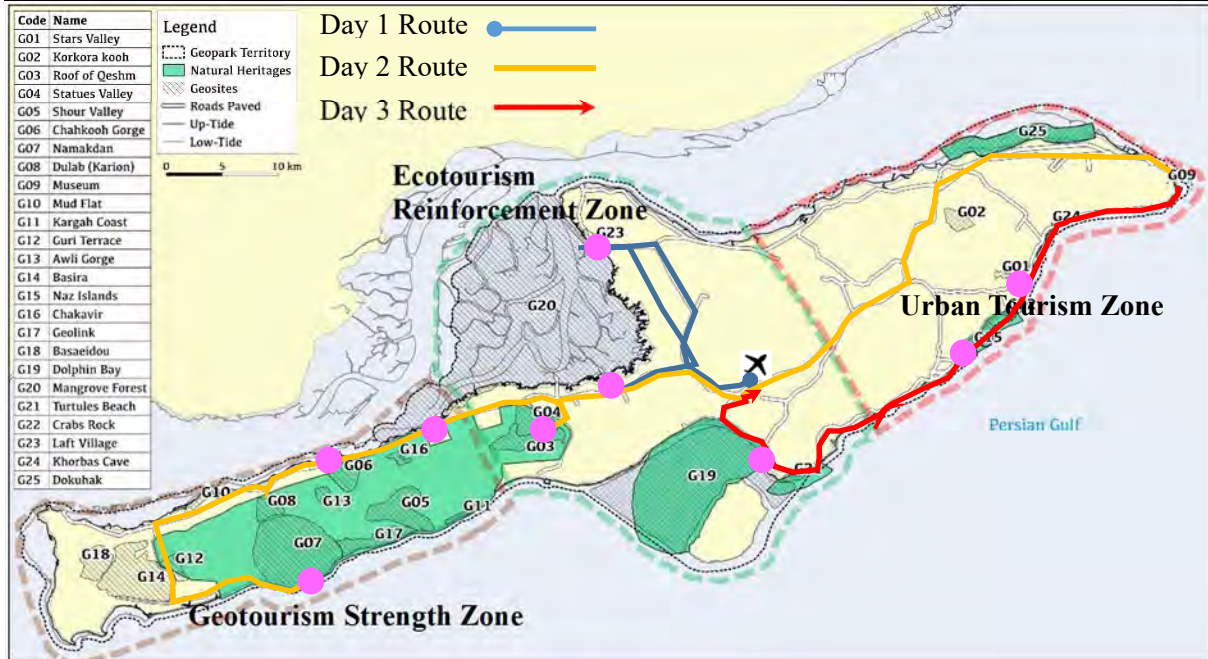 Code Name
G01 Stars Valley
G02 Korkora kooh
G03 Roof of Qeshm
G04 Statues Valley
G05 Shour Valley
G06 Chahkooh Gorge
G07 Namakdan
G08 Dulab (Karion)
G09 Museum
G10 Mud Flat
G11 Kargah Coast
G12 Guri Terrace
G13 Awli Gorge
G14 Basira
G15 Naz Islands
G16 Chakavir
G17 Geolink
G18 Basaeidou
G19 Dolphin Bay
G20 Mangrove Forest
G21 Turtules Beach
G22 Crabs Rock
G23 Laft Village
G24 Khorbas Cave
G25 Dokuhak
Legend
Geopark Territory
Natural Heritages
Geosites
Roads Paved
Up-Tide
Low-Tide
0 5 10 km
Day 1 Route
Day 2 Route
Day 3 Route
Ecotourism
Reinforcement Zone
G25
G09
G02
G24
G23
G01
G20
Urban Tourism Zone
G04
G03
Persian Gulf
G16
G06
G19
G10
G08
G13
G05
G11
G17
G07
G18
G12
G14
Geotourism Strength Zone